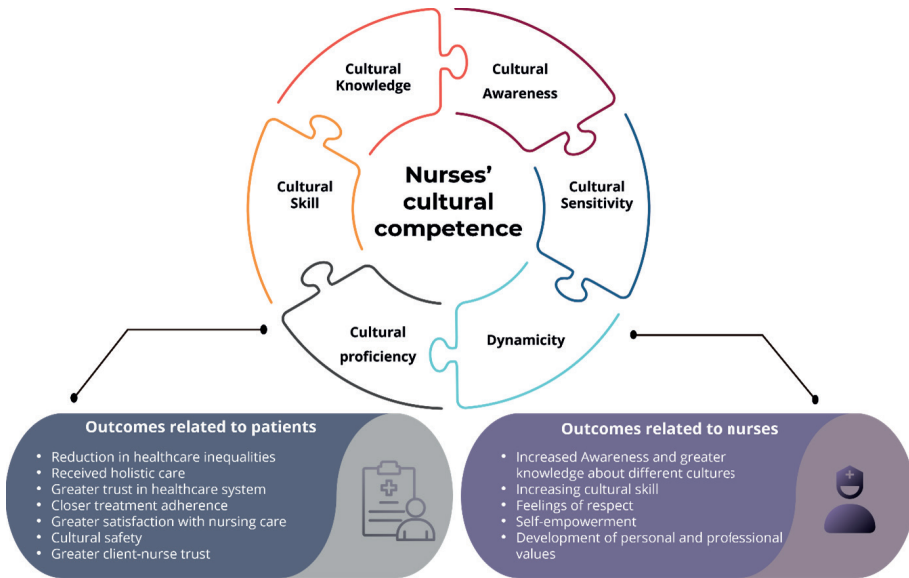 Cultural
Knowledge
Cultural
Awareness
Cultural
Skill
Nurses'
cultural
competence
Cultural
Sensitivity
Cultural
proficiency
Dynamicity
Outcomes related to patients
• Reduction in healthcare inequalities
• Received holistic care
• Greater trust in healthcare system
• Closer treatment adherence
• Greater satisfaction with nursing care
• Cultural safety
• Greater client-nurse trust
Outcomes related to nurses
• Increased Awareness and greater
knowledge about different cultures
• Increasing cultural skill
• Feelings of respect
• Self-empowerment
• Development of personal and professional
values